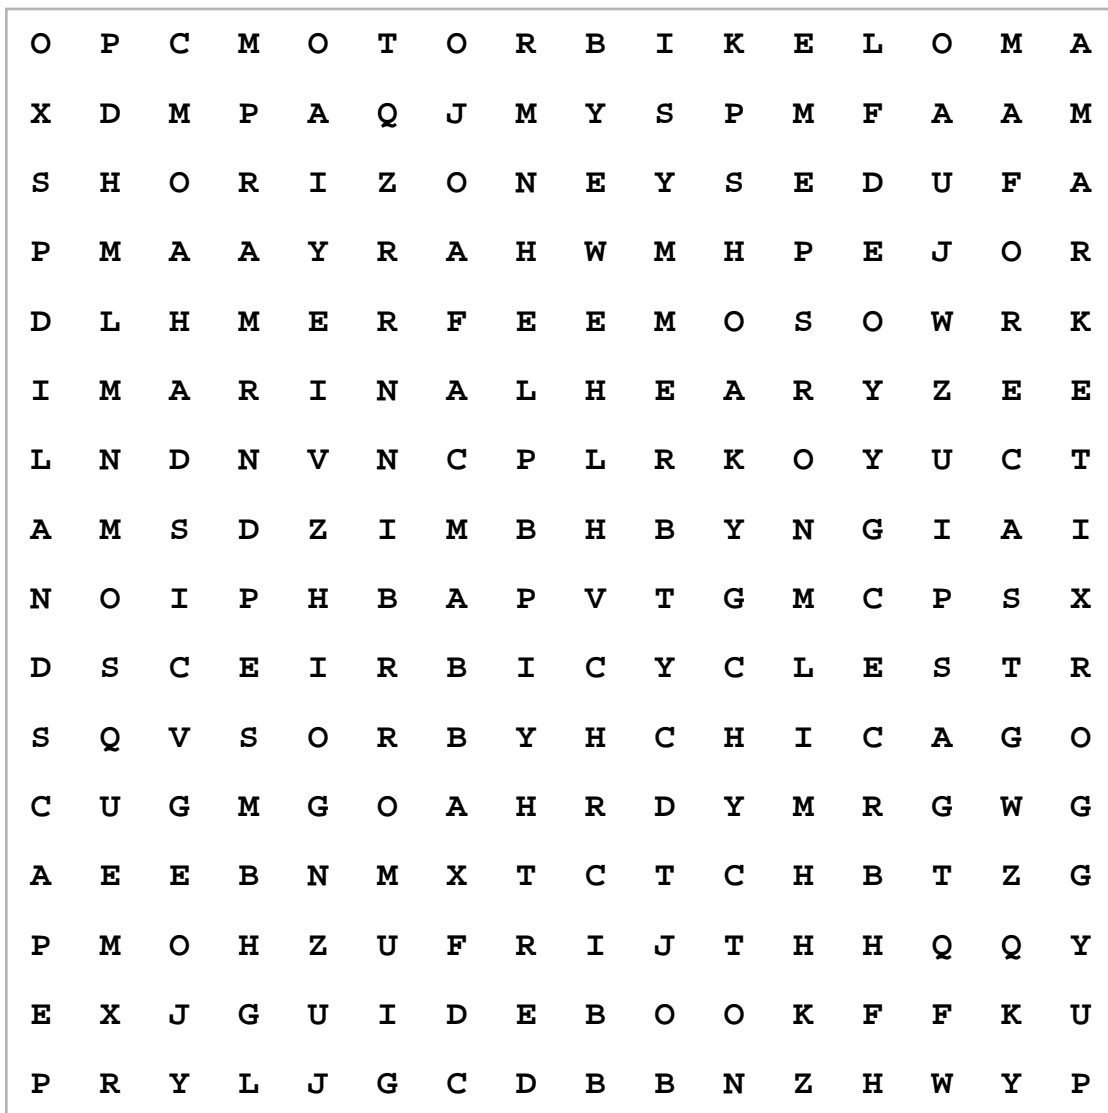 O P C M O T O R B I K E L O M A
X D M P A Q J M Y S P M F A A M
S H O R I Z O N E Y S E D U F A
P M A A Y R A H W M H P E J O R
D L H M E R F E E M O S O W R K
I M A R I N A L H E A R Y Z E E
L N D N V N C P L R K O Y U C T
A M S D Z I M B H B Y N G I A I
N O I P H B A P V T G M C P S X
D S C E I R B I C Y C L E S T R
S Q V S O R B Y H C H I C A G O
C U G M G O A H R D Y M R G W G
A E E B N M X T C T C H B T Z G
P M O H Z U F R I J T H H Q Q Y
E X J G U I D E B O O K F F K U
P R Y L J G C D B B N Z H W Y P